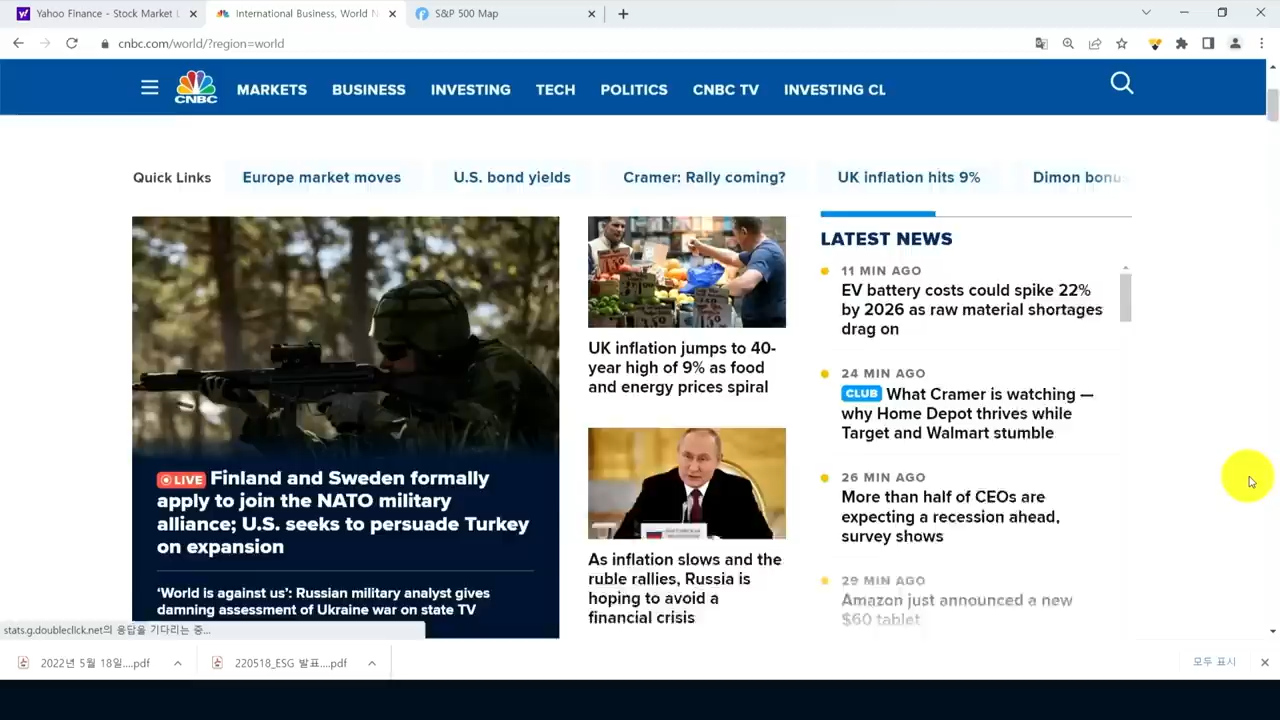 Yahoo Finance - Stock Market L
International Business, World N
S&P 500 Map
cnbc.com/world/?region=world
CNBC
MARKETS
BUSINESS
INVESTING
TECH
POLITICS
CNBC TV
INVESTING CL
Quick Links
Europe market moves
U.S. bond yields
Cramer: Rally coming?
UK inflation hits 9%
Dimon bonu
LIVE Finland and Sweden formally
apply to join the NATO military
alliance; U.S. seeks to persuade Turkey
on expansion
‘World is against us’: Russian military analyst gives
damning assessment of Ukraine war on state TV
UK inflation jumps to 40-
year high of 9% as food
and energy prices spiral
As inflation slows and the
ruble rallies, Russia is
hoping to avoid a
financial crisis
LATEST NEWS
11 MIN AGO
EV battery costs could spike 22%
by 2026 as raw material shortages
drag on
24 MIN AGO
CLUB What Cramer is watching —
why Home Depot thrives while
Target and Walmart stumble
26 MIN AGO
More than half of CEOs are
expecting a recession ahead,
survey shows
29 MIN AGO
Amazon just announced a new
$60 tablet
stats.g.doubleclick.net의 응답을 기다리는 중...
2022년 5월 18일....pdf
220518_ESG 발표....pdf
모두 표시